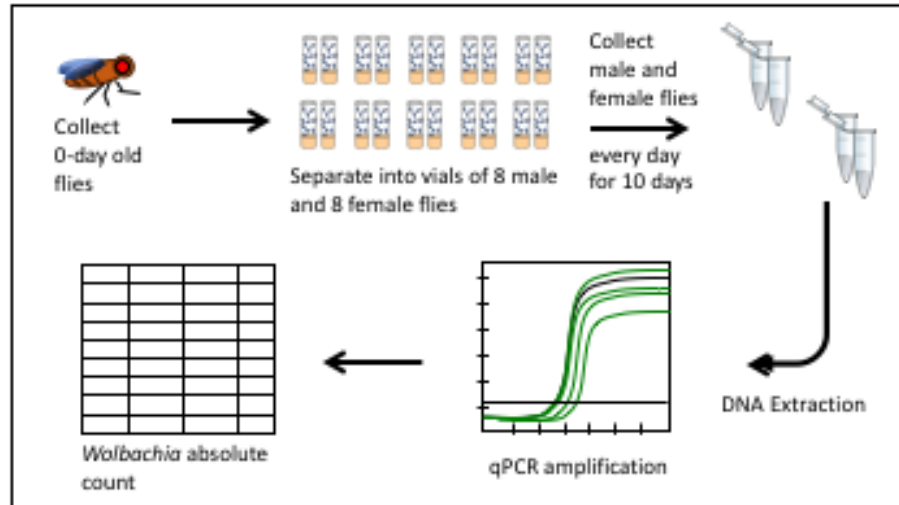 Collect
0-day old
flies
Separate into vials of 8 male
and 8 female flies
Collect
male and
female flies
every day
for 10 days
DNA Extraction
qPCR amplification
Wolbachia absolute
count